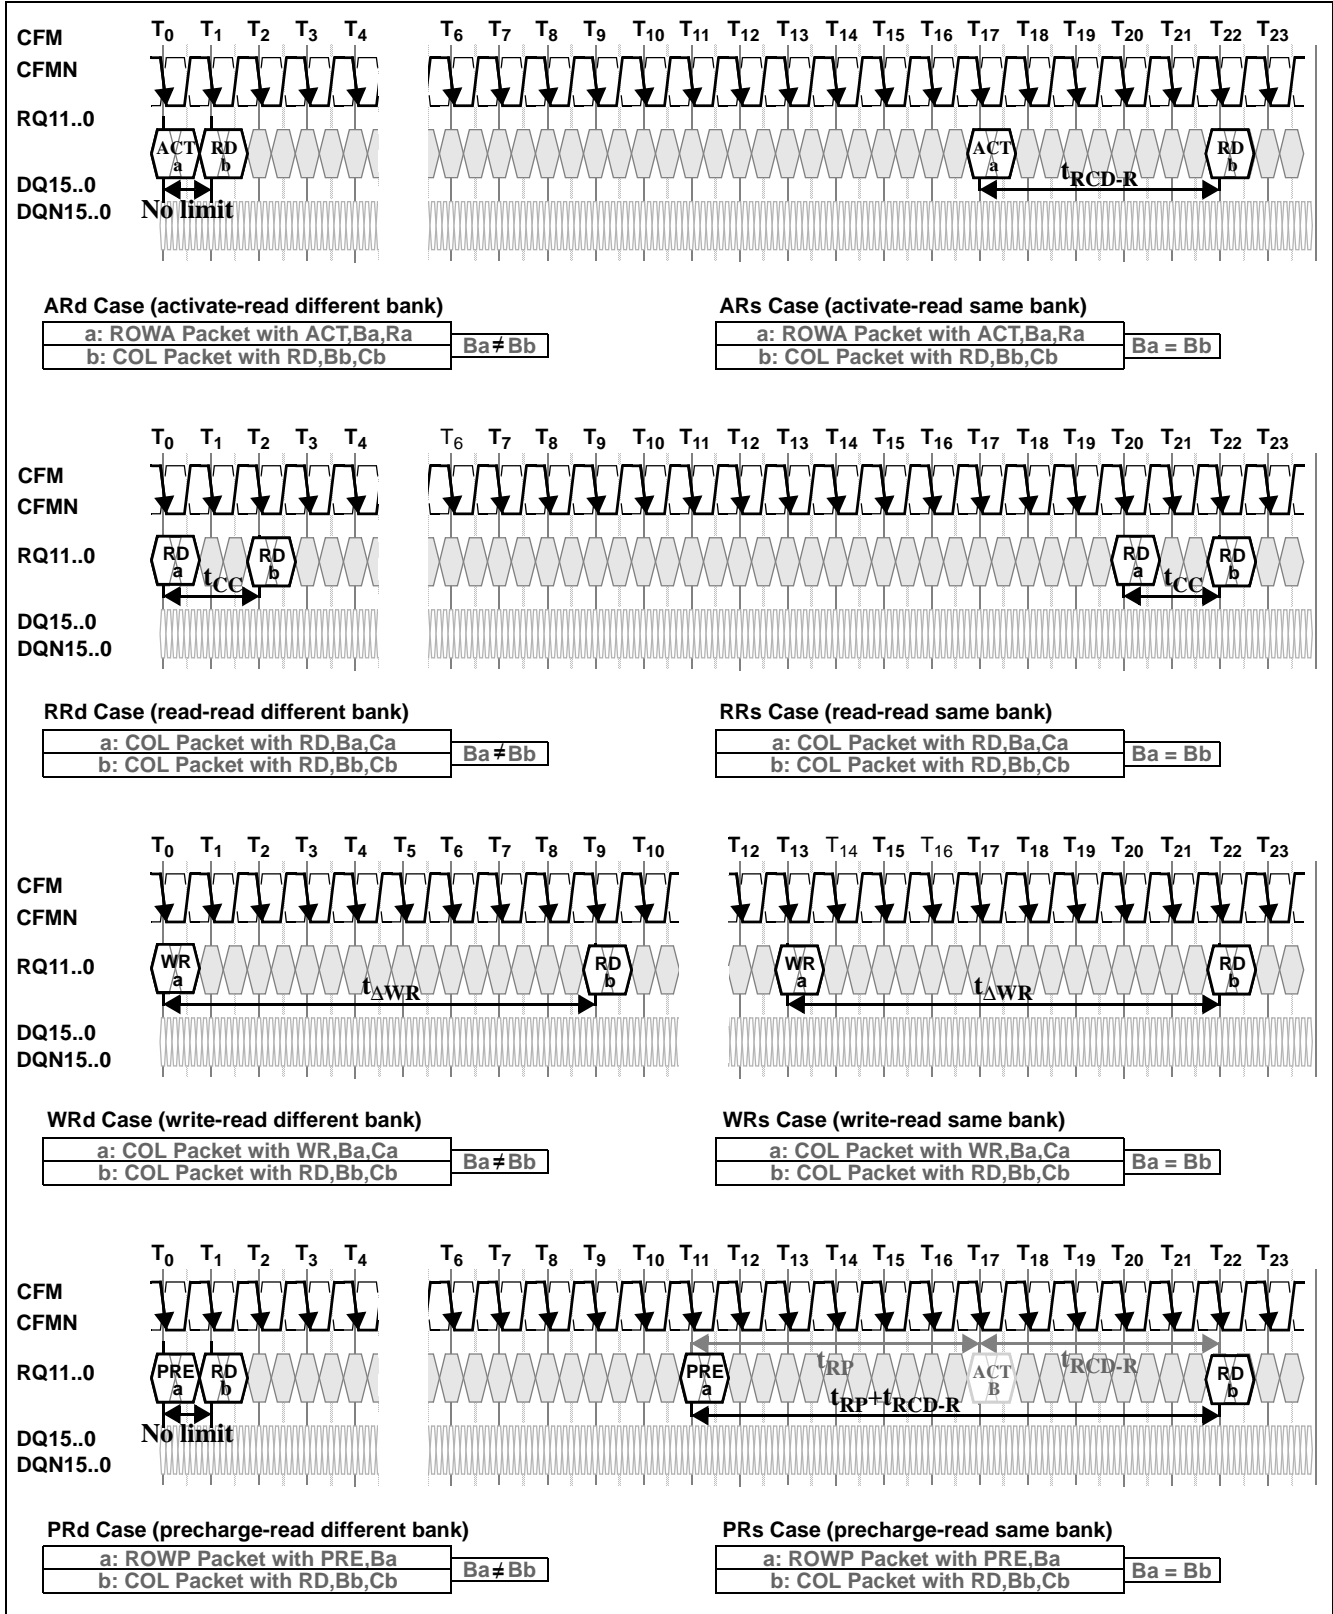 T0 T1 T2 T3 T4 T6 T7 T8 T9 T10 T11 T12 T13 T14 T15 T16 T17 T18 T19 T20 T21 T22 T23
CFM
CFMN
RQ11..0
ACT a RD b ACT a RD b
tRCD-R
DQ15..0
No limit
DQN15..0
ARd Case (activate-read different bank) ARs Case (activate-read same bank)
a: ROWA Packet with ACT,Ba,Ra a: ROWA Packet with ACT,Ba,Ra
Ba≠Bb Ba = Bb
b: COL Packet with RD,Bb,Cb b: COL Packet with RD,Bb,Cb
T0 T1 T2 T3 T4 T6 T7 T8 T9 T10 T11 T12 T13 T14 T15 T16 T17 T18 T19 T20 T21 T22 T23
CFM
CFMN
RQ11..0
RD a RD b RD a RD b
tCC tCC
DQ15..0
DQN15..0
RRd Case (read-read different bank) RRs Case (read-read same bank)
a: COL Packet with RD,Ba,Ca a: COL Packet with RD,Ba,Ca
Ba≠Bb Ba = Bb
b: COL Packet with RD,Bb,Cb b: COL Packet with RD,Bb,Cb
T0 T1 T2 T3 T4 T5 T6 T7 T8 T9 T10 T12 T13 T14 T15 T16 T17 T18 T19 T20 T21 T22 T23
CFM
CFMN
RQ11..0
WR a RD b WR a RD b
tΔWR tΔWR
DQ15..0
DQN15..0
WRd Case (write-read different bank) WRs Case (write-read same bank)
a: COL Packet with WR,Ba,Ca a: COL Packet with WR,Ba,Ca
Ba≠Bb Ba = Bb
b: COL Packet with RD,Bb,Cb b: COL Packet with RD,Bb,Cb
T0 T1 T2 T3 T4 T6 T7 T8 T9 T10 T11 T12 T13 T14 T15 T16 T17 T18 T19 T20 T21 T22 T23
CFM
CFMN
RQ11..0
tRP tRCD-R
PRE a RD b PRE a ACT B RD b
tRP+tRCD-R
No limit
DQ15..0
DQN15..0
PRd Case (precharge-read different bank) PRs Case (precharge-read same bank)
a: ROWP Packet with PRE,Ba a: ROWP Packet with PRE,Ba
Ba≠Bb Ba = Bb
b: COL Packet with RD,Bb,Cb b: COL Packet with RD,Bb,Cb